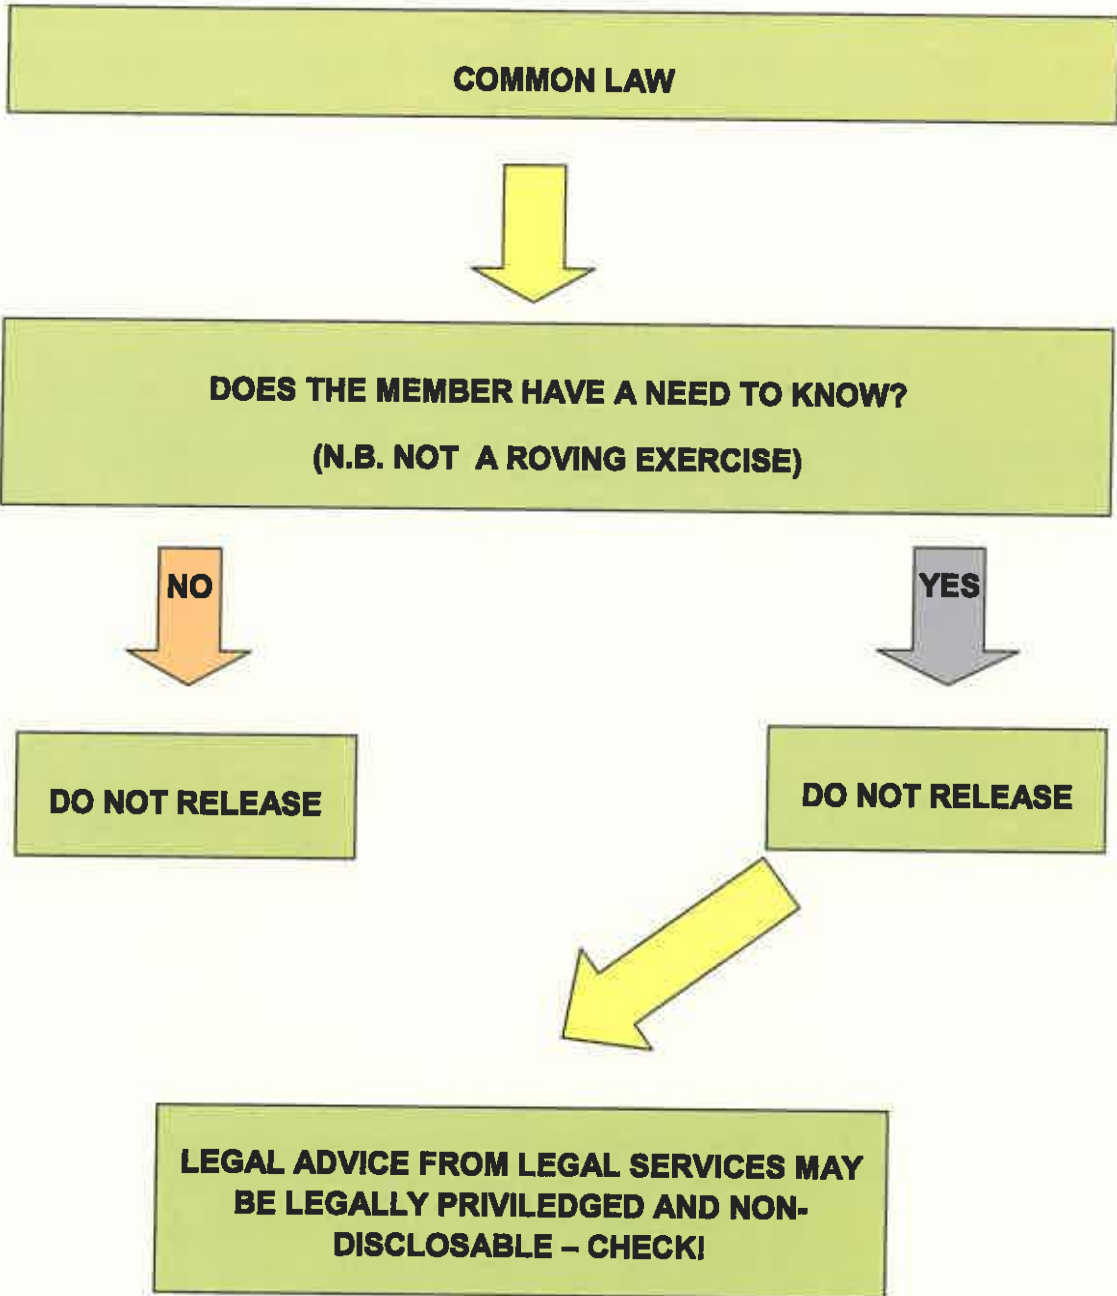 COMMON LAW
DOES THE MEMBER HAVE A NEED TO KNOW?
(N.B. NOT A ROVING EXERCISE)
NO
YES
DO NOT RELEASE
DO NOT RELEASE
LEGAL ADVICE FROM LEGAL SERVICES MAY
BE LEGALLY PRIVILEDGED AND NON-
DISCLOSABLE – CHECK!